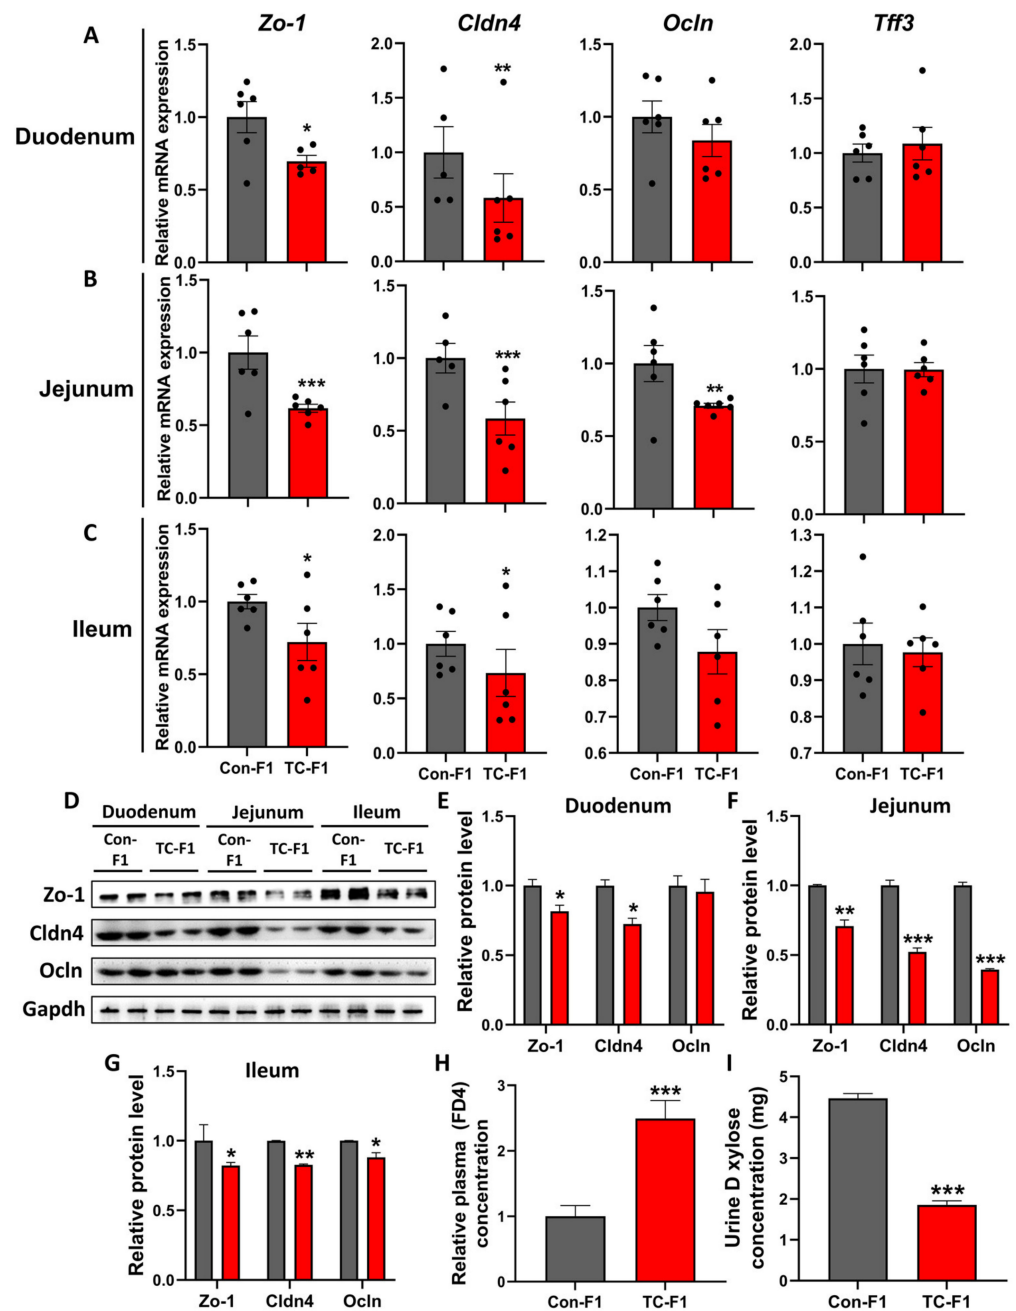 Zo-1 Cldn4 Ocln Tff3
A
Duodenum
Relative mRNA expression
1.5
1.0
0.5
0.0
*
2.0
1.5
1.0
0.5
0.0
**
1.5
1.0
0.5
0.0
2.0
1.5
1.0
0.5
0.0
B
Jejunum
Relative mRNA expression
1.5
1.0
0.5
0.0
***
1.5
1.0
0.5
0.0
***
1.5
1.0
0.5
0.0
**
1.5
1.0
0.5
0.0
C
Ileum
Relative mRNA expression
1.5
1.0
0.5
0.0
*
Con-F1 TC-F1
2.0
1.5
1.0
0.5
0.0
*
Con-F1 TC-F1
1.2
1.1
1.0
0.9
0.8
0.7
0.6
Con-F1 TC-F1
1.3
1.2
1.1
1.0
0.9
0.8
0.7
Con-F1 TC-F1
D
Duodenum Jejunum Ileum
Con-F1 TC-F1 Con-F1 TC-F1 Con-F1 TC-F1
Zo-1
Cldn4
Ocln
Gapdh
E
Duodenum
Relative protein level
1.5
1.0
0.5
0.0
* *
Zo-1 Cldn4 Ocln
F
Jejunum
Relative protein level
1.5
1.0
0.5
0.0
** *** ***
Zo-1 Cldn4 Ocln
G
Ileum
Relative protein level
1.5
1.0
0.5
0.0
* ** *
Zo-1 Cldn4 Ocln
H
Relative plasma (FD4)
concentration
3
2
1
0
***
Con-F1 TC-F1
I
Urine D xylose
concentration (mg)
5
4
3
2
1
0
***
Con-F1 TC-F1